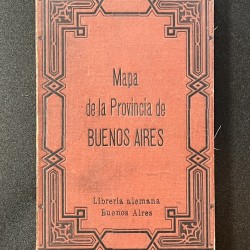 Mapa
de la Provincia de
BUENOS AIRES
Libreria alemana
Buenos Aires